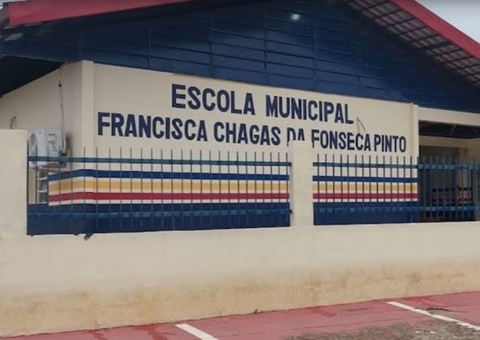 ESCOLA MUNICIPAL
FRANCISCA CHAGAS DA FONSECA PINTO